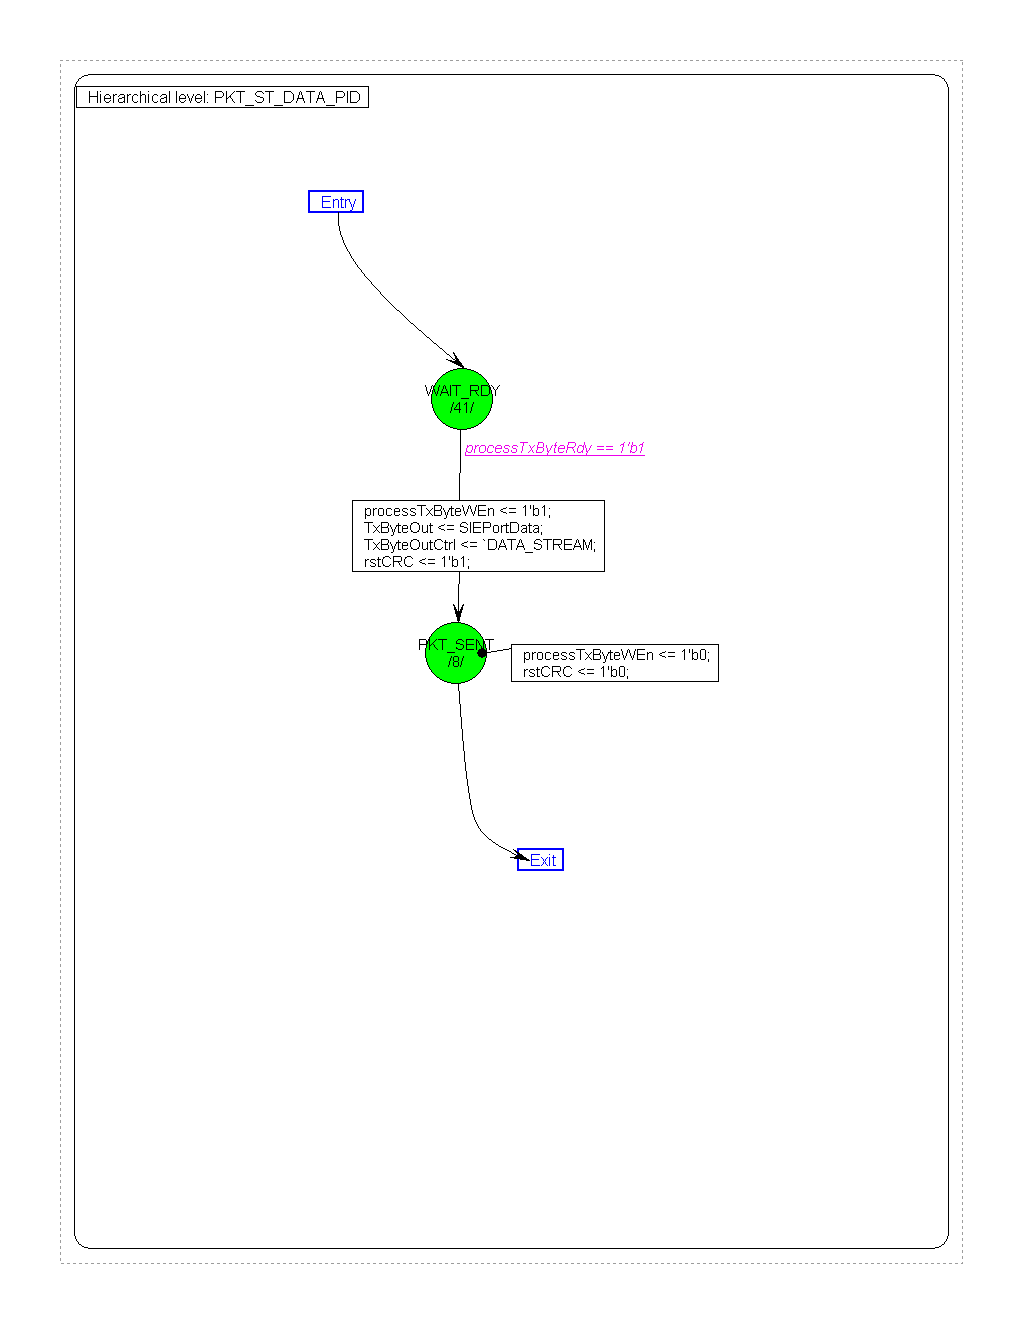 Hierarchical level: PKT_ST_DATA_PID
Entry
WAIT_RDY
/41/
processTxByteRdy == 1'b1
processTxByteWEn <= 1'b1;
TxByteOut <= SIEPortData;
TxByteOutCtrl <= `DATA_STREAM;
rstCRC <= 1'b1;
PKT_SENT
/8/
processTxByteWEn <= 1'b0;
rstCRC <= 1'b0;
Exit